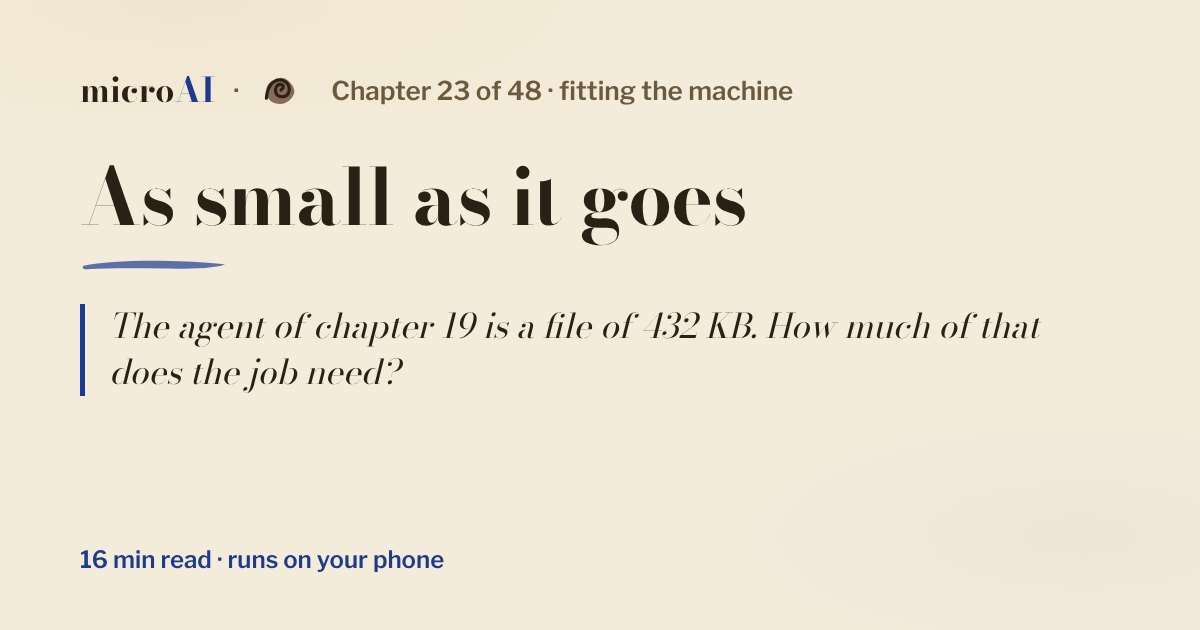 microAI · Chapter 23 of 48 · fitting the machine
As small as it goes
The agent of chapter 19 is a file of 432 KB. How much of that
does the job need?
16 min read · runs on your phone